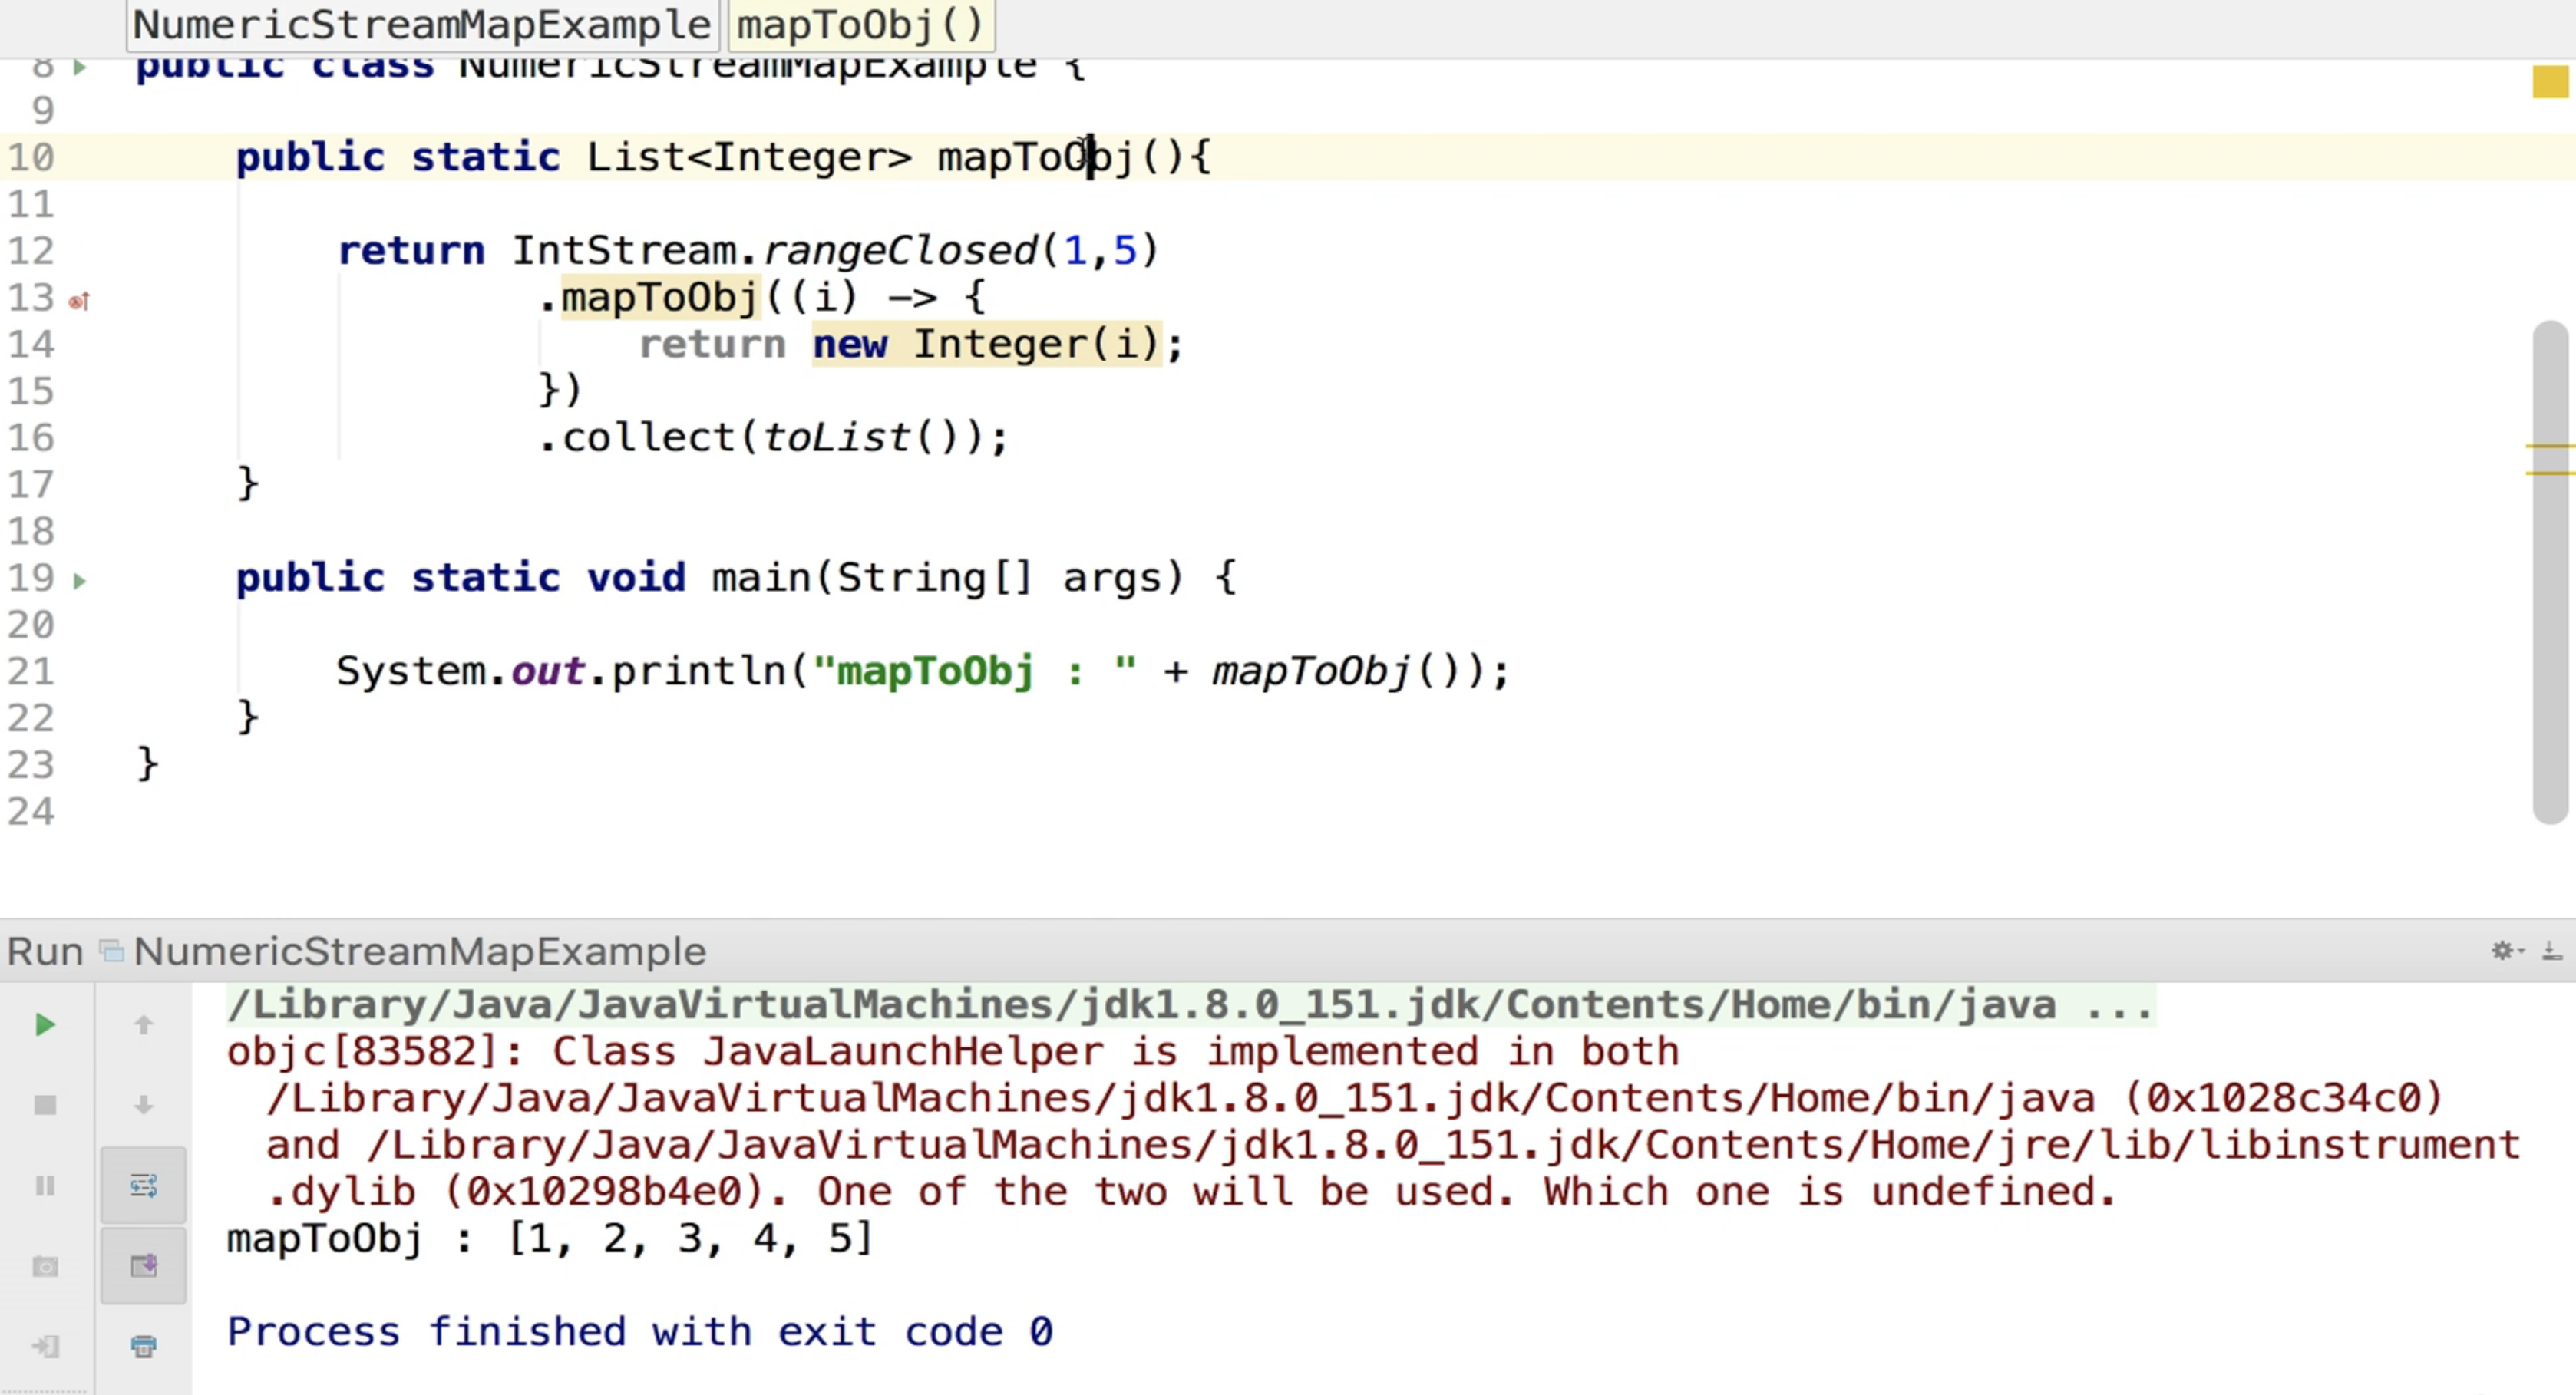 NumericStreamMapExample mapToObj()
8 public class NumericStreamMapExample {
9
10 public static List<Integer> mapToObj(){
11
12 return IntStream.rangeClosed(1,5)
13 .mapToObj((i) -> {
14 return new Integer(i);
15 })
16 .collect(toList());
17 }
18
19 public static void main(String[] args) {
20
21 System.out.println("mapToObj : " + mapToObj());
22 }
23 }
24
Run NumericStreamMapExample
/Library/Java/JavaVirtualMachines/jdk1.8.0_151.jdk/Contents/Home/bin/java ...
objc[83582]: Class JavaLaunchHelper is implemented in both
/Library/Java/JavaVirtualMachines/jdk1.8.0_151.jdk/Contents/Home/bin/java (0x1028c34c0)
and /Library/Java/JavaVirtualMachines/jdk1.8.0_151.jdk/Contents/Home/jre/lib/libinstrument
.dylib (0x10298b4e0). One of the two will be used. Which one is undefined.
mapToObj : [1, 2, 3, 4, 5]
Process finished with exit code 0